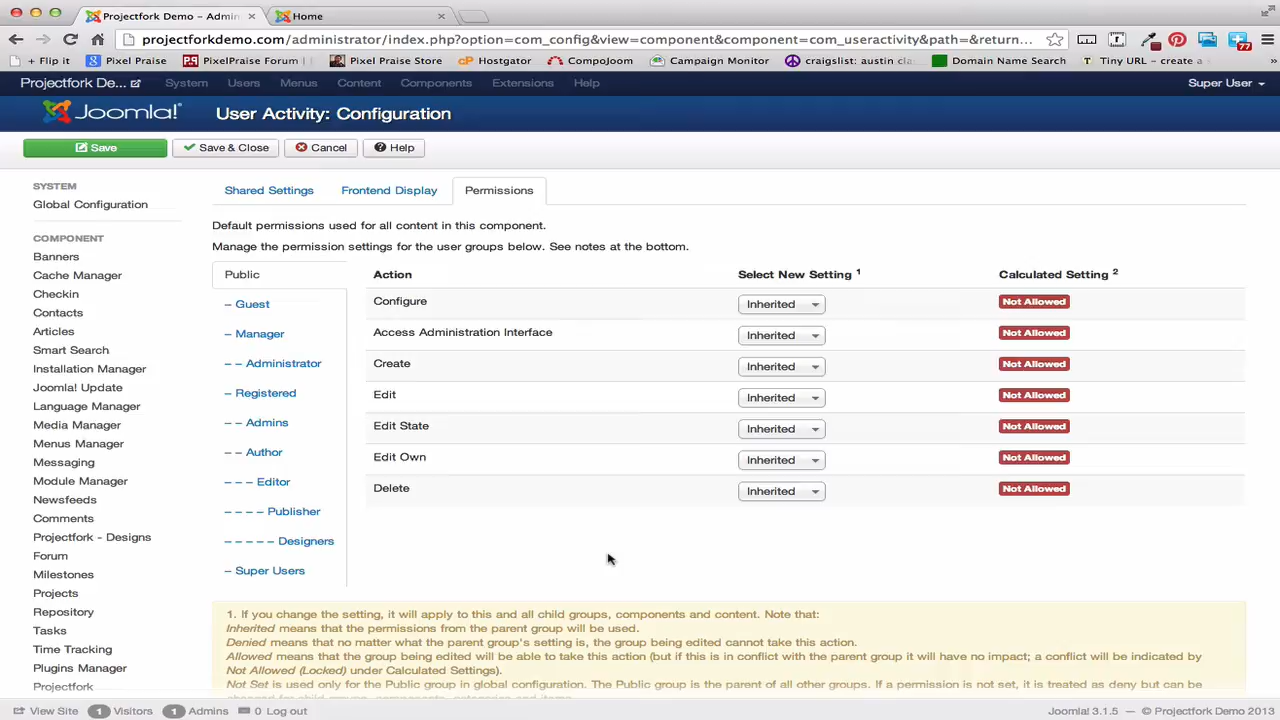 Projectfork Demo - Admin
Home
projectforkdemo.com/administrator/index.php?option=com_config&view=component&component=com_useractivity&path=&return...
+ Flip it
Pixel Praise
PixelPraise Forum
Pixel Praise Store
Hostgator
CompoJoom
Campaign Monitor
craigslist: austin cla
Domain Name Search
Tiny URL - create a
»
77
Projectfork De...
System
Users
Menus
Content
Components
Extensions
Help
Super User
Joomla!
User Activity: Configuration
Save
Save & Close
Cancel
Help
SYSTEM
Global Configuration
COMPONENT
Banners
Cache Manager
Checkin
Contacts
Articles
Smart Search
Installation Manager
Joomla! Update
Language Manager
Media Manager
Menus Manager
Messaging
Module Manager
Newsfeeds
Comments
Projectfork - Designs
Forum
Milestones
Projects
Repository
Tasks
Time Tracking
Plugins Manager
Projectfork
Shared Settings
Frontend Display
Permissions
Default permissions used for all content in this component.
Manage the permission settings for the user groups below. See notes at the bottom.
Public
– Guest
– Manager
– – Administrator
– Registered
– – Admins
– – Author
– – – Editor
– – – – Publisher
– – – – – Designers
– Super Users
Action Select New Setting 1 Calculated Setting 2
Configure Inherited Not Allowed
Access Administration Interface Inherited Not Allowed
Create Inherited Not Allowed
Edit Inherited Not Allowed
Edit State Inherited Not Allowed
Edit Own Inherited Not Allowed
Delete Inherited Not Allowed
1. If you change the setting, it will apply to this and all child groups, components and content. Note that:
Inherited means that the permissions from the parent group will be used.
Denied means that no matter what the parent group's setting is, the group being edited cannot take this action.
Allowed means that the group being edited will be able to take this action (but if this is in conflict with the parent group it will have no impact; a conflict will be indicated by
Not Allowed (Locked) under Calculated Settings).
Not Set is used only for the Public group in global configuration. The Public group is the parent of all other groups. If a permission is not set, it is treated as deny but can be
View Site
1 Visitors
1 Admins
0 Log out
Joomla! 3.1.5 — © Projectfork Demo 2013